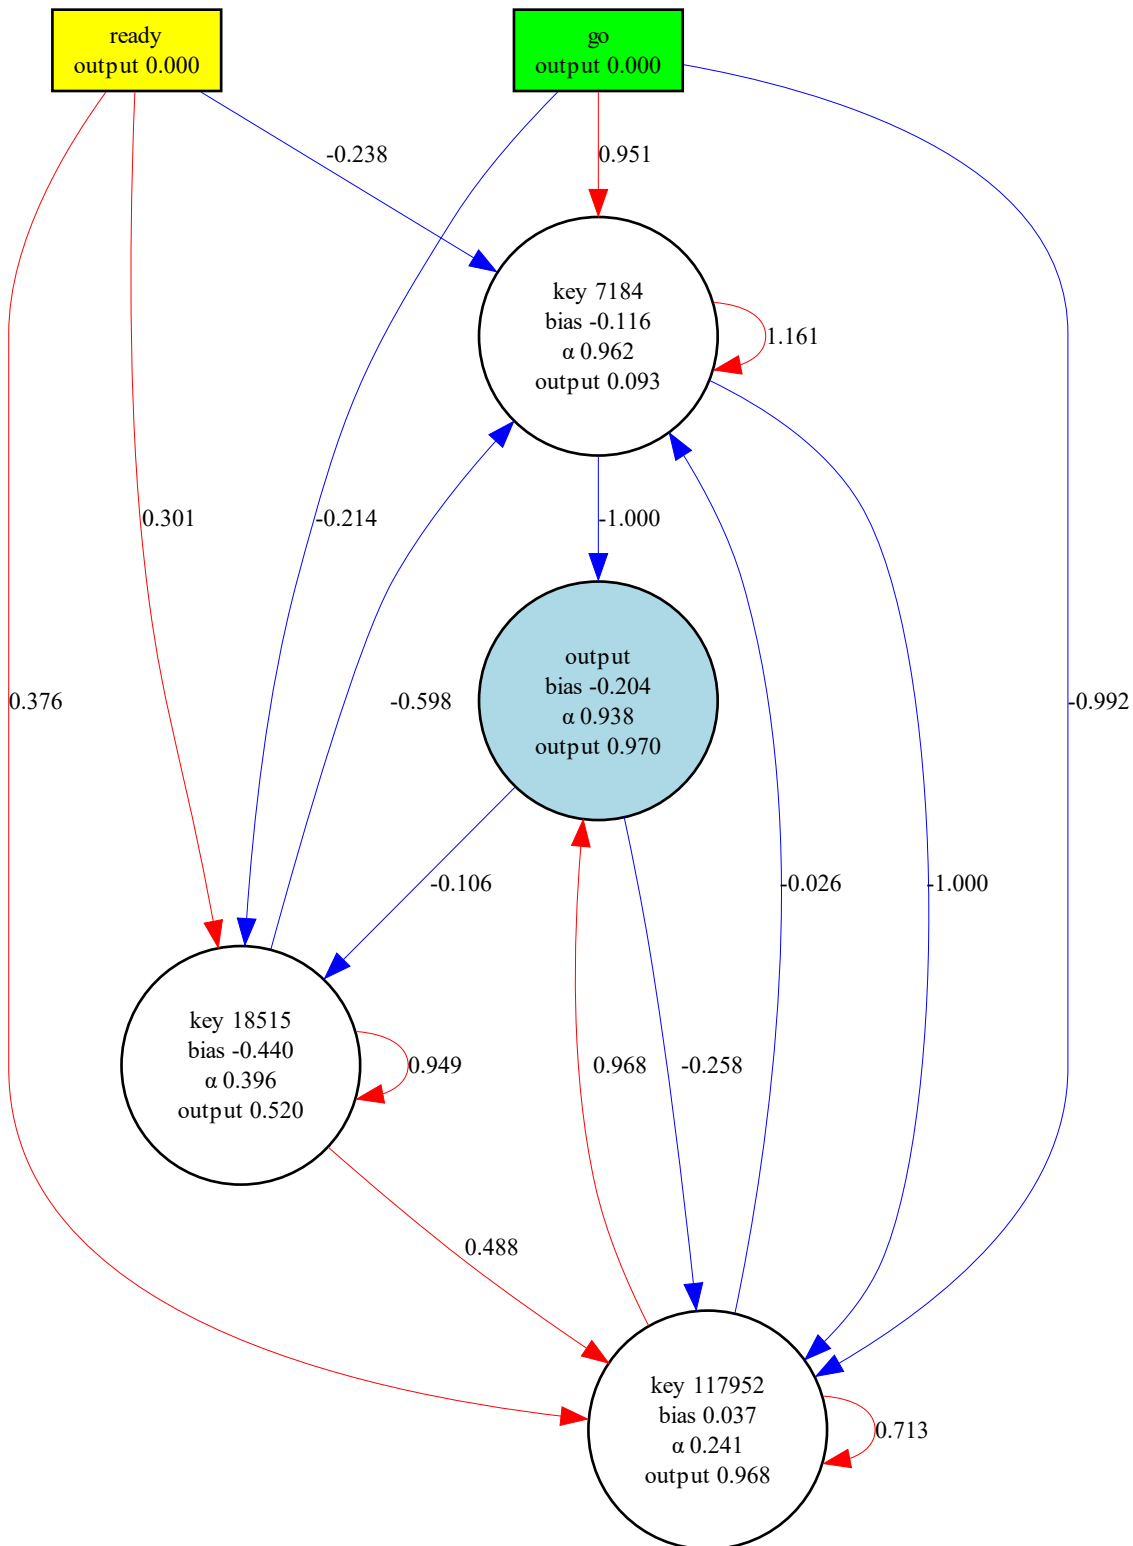 ready
output 0.000
go
output 0.000
-0.238
0.951
key 7184
bias -0.116
α 0.962
output 0.093
1.161
0.301
-0.214
-1.000
output
bias -0.204
α 0.938
output 0.970
0.376
-0.598
-0.992
-0.106
-0.026
-1.000
key 18515
bias -0.440
α 0.396
output 0.520
0.949
0.968
-0.258
0.488
key 117952
bias 0.037
α 0.241
output 0.968
0.713